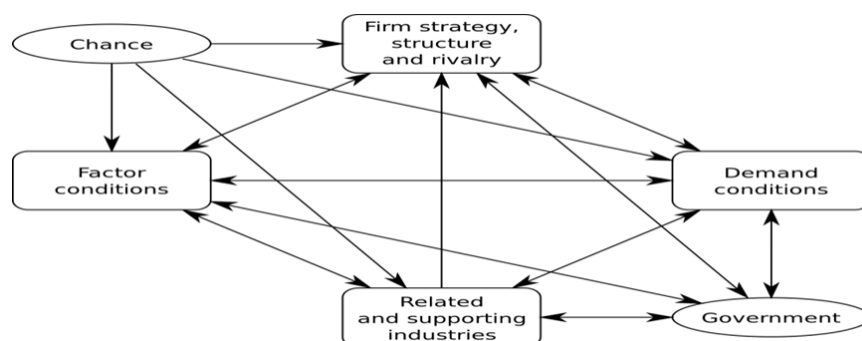 Chance
Firm strategy,
structure
and rivalry
Factor
conditions
Demand
conditions
Related
and supporting
industries
Government